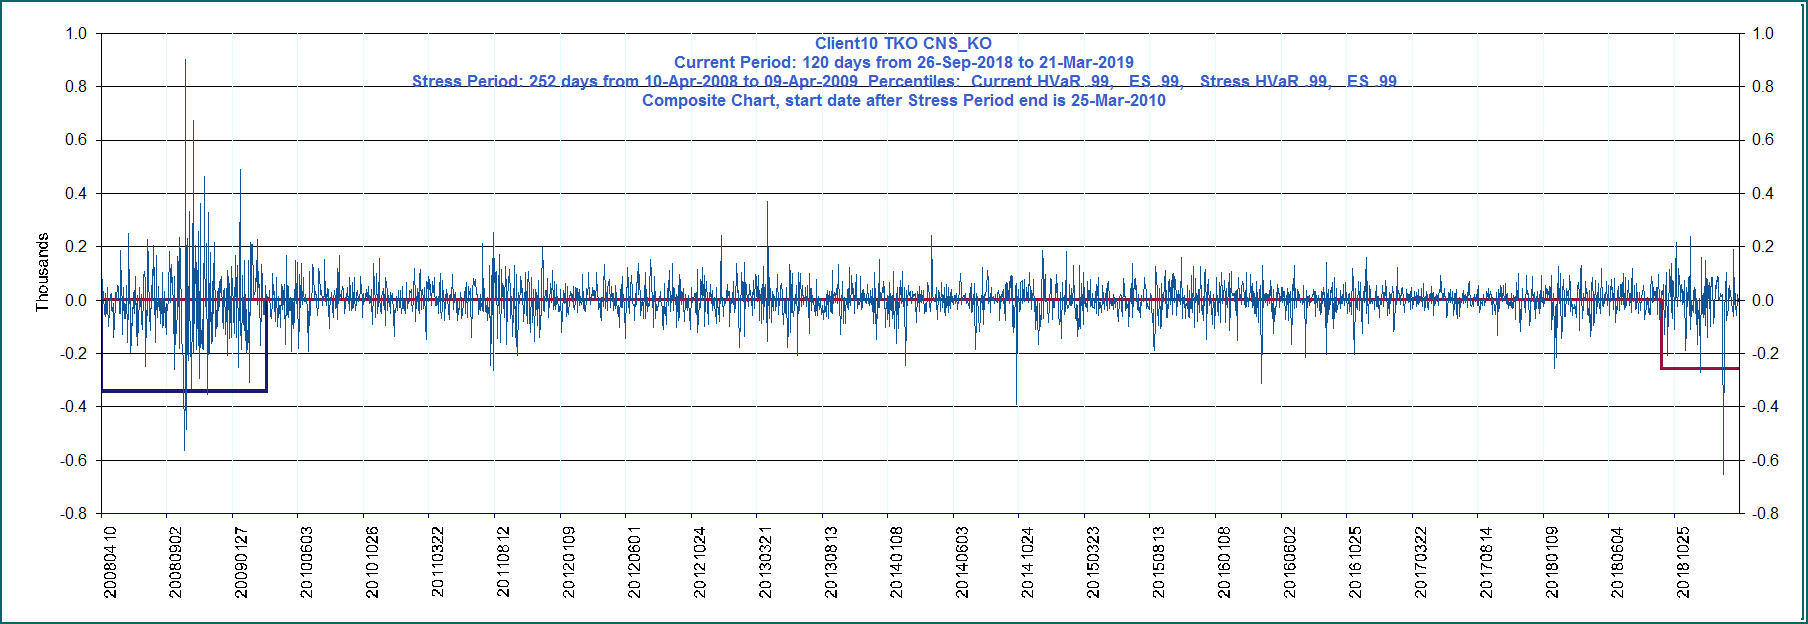 Client10 TKO CNS_KO
Current Period: 120 days from 26-Sep-2018 to 21-Mar-2019
Stress Period: 252 days from 10-Apr-2008 to 09-Apr-2009 Percentiles: Current HVaR .99, ES .99, Stress HVaR .99, ES .99
Composite Chart, start date after Stress Period end is 25-Mar-2010
1.0 1.0
0.8 0.8
0.6 0.6
0.4 0.4
0.2 0.2
0.0 0.0
-0.2 -0.2
-0.4 -0.4
-0.6 -0.6
-0.8 -0.8
Thousands
20080410 20080902 20090127 20100603 20101026 20110322 20110812 20120109 20120601 20121024 20130321 20130813 20140108 20140603 20141024 20150323 20150813 20160108 20160602 20161025 20170322 20170814 20180109 20180604 20181025